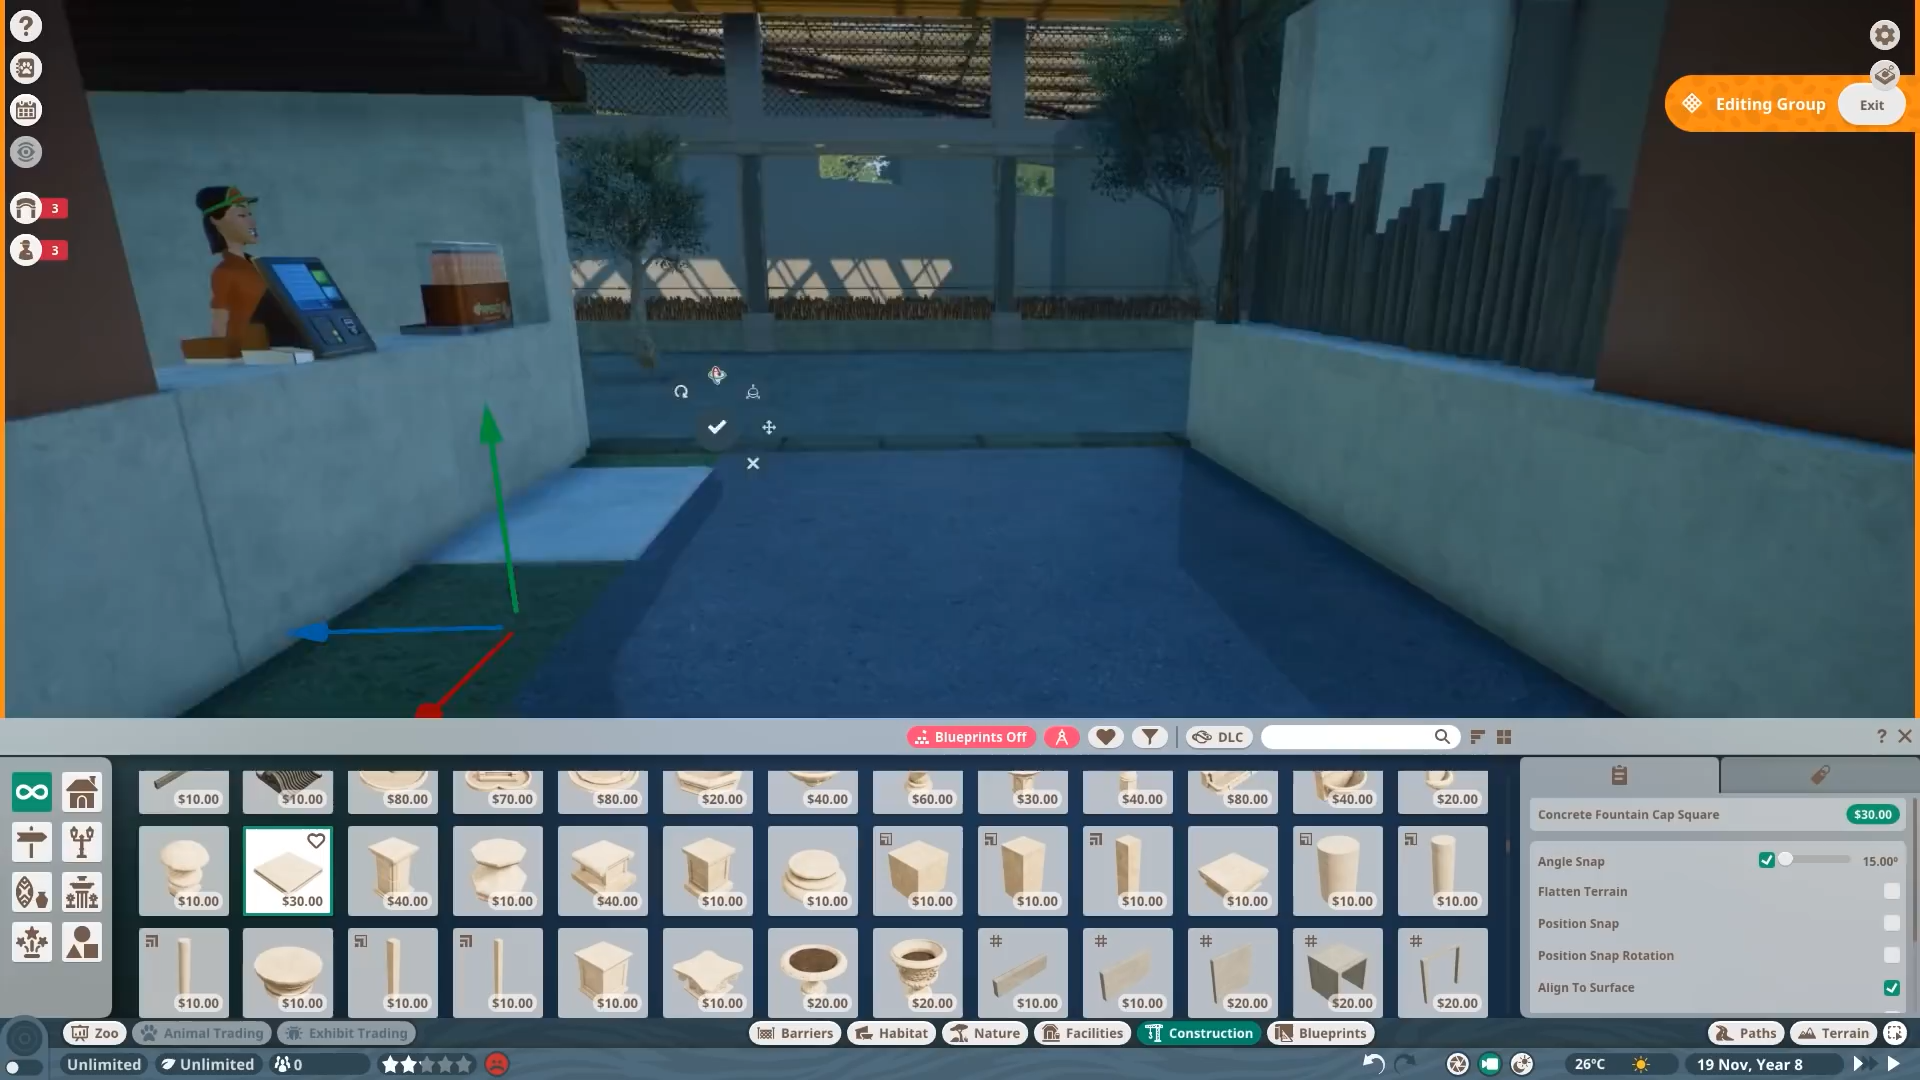 ?
3
3
Editing Group
Exit
Blueprints Off
DLC
?
$10.00 $10.00 $80.00 $70.00 $80.00 $20.00 $40.00 $60.00 $30.00 $40.00 $80.00 $40.00 $20.00
$10.00 $30.00 $40.00 $10.00 $40.00 $10.00 $10.00 $10.00 $10.00 $10.00 $10.00 $10.00 $10.00
$10.00 $10.00 $10.00 $10.00 $10.00 $10.00 $20.00 $20.00 $10.00 $10.00 $20.00 $20.00 $20.00
Concrete Fountain Cap Square $30.00
Angle Snap 15.00°
Flatten Terrain
Position Snap
Position Snap Rotation
Align To Surface
Zoo Animal Trading Exhibit Trading Barriers Habitat Nature Facilities Construction Blueprints Paths Terrain
Unlimited Unlimited 0 26°C 19 Nov, Year 8